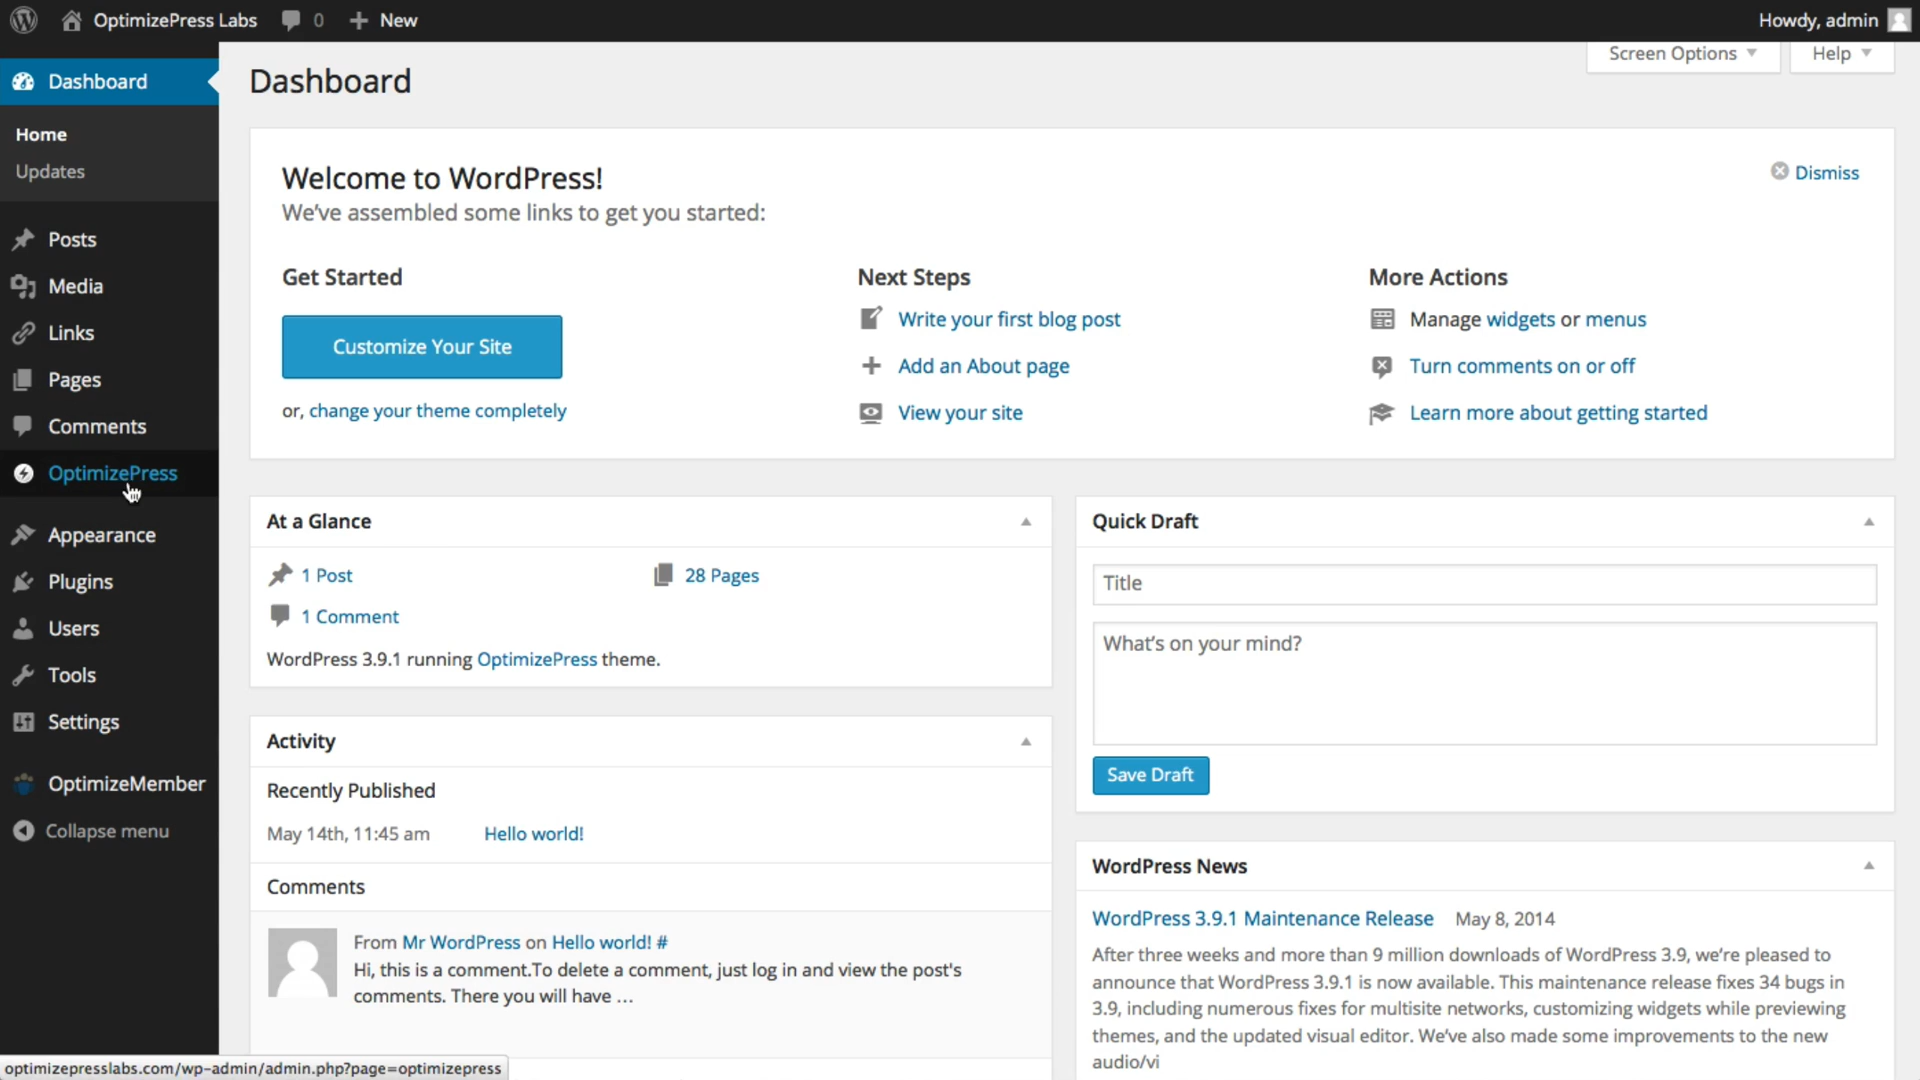 OptimizePress Labs 0 New Howdy, admin
Screen Options Help
Dashboard
Home
Updates
Posts
Media
Links
Pages
Comments
OptimizePress
Appearance
Plugins
Users
Tools
Settings
OptimizeMember
Collapse menu
Dashboard
Welcome to WordPress!
Dismiss
We've assembled some links to get you started:
Get Started
Customize Your Site
or, change your theme completely
Next Steps
Write your first blog post
Add an About page
View your site
More Actions
Manage widgets or menus
Turn comments on or off
Learn more about getting started
At a Glance
1 Post
28 Pages
1 Comment
WordPress 3.9.1 running OptimizePress theme.
Activity
Recently Published
May 14th, 11:45 am Hello world!
Comments
From Mr WordPress on Hello world! #
Hi, this is a comment.To delete a comment, just log in and view the post's
comments. There you will have …
Quick Draft
Title
What's on your mind?
Save Draft
WordPress News
WordPress 3.9.1 Maintenance Release May 8, 2014
After three weeks and more than 9 million downloads of WordPress 3.9, we're pleased to
announce that WordPress 3.9.1 is now available. This maintenance release fixes 34 bugs in
3.9, including numerous fixes for multisite networks, customizing widgets while previewing
themes, and the updated visual editor. We've also made some improvements to the new
audio/vi
optimizepresslabs.com/wp-admin/admin.php?page=optimizepress